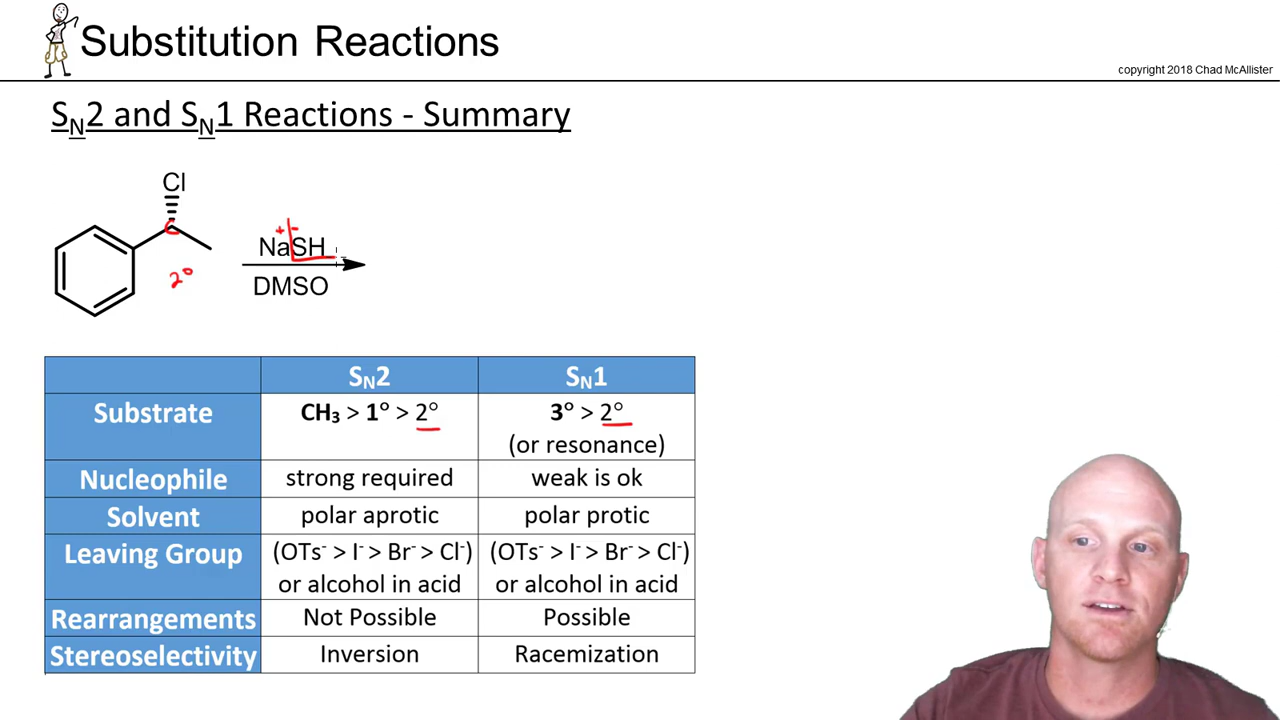 Substitution Reactions
copyright 2018 Chad McAllister
SN2 and SN1 Reactions - Summary
Cl
+ -
NaSH
2°
DMSO
SN2 SN1
Substrate CH3 > 1° > 2° 3° > 2°
(or resonance)
Nucleophile strong required weak is ok
Solvent polar aprotic polar protic
Leaving Group (OTs- > I- > Br- > Cl-) (OTs- > I- > Br- > Cl-)
or alcohol in acid or alcohol in acid
Rearrangements Not Possible Possible
Stereoselectivity Inversion Racemization